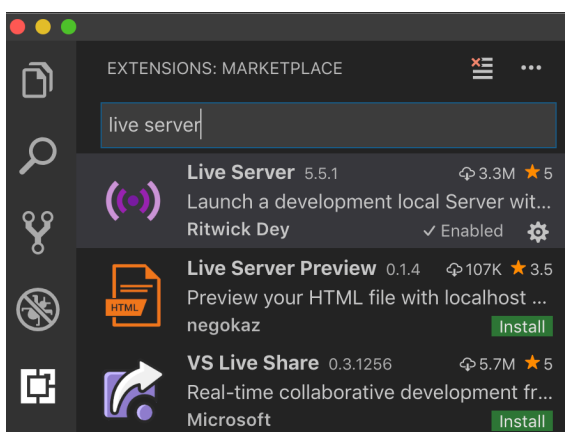 EXTENSIONS: MARKETPLACE
live server
Live Server 5.5.1 3.3M ★5
Launch a development local Server wit...
Ritwick Dey ✓ Enabled
Live Server Preview 0.1.4 107K ★3.5
Preview your HTML file with localhost ...
HTML
negokaz Install
VS Live Share 0.3.1256 5.7M ★5
Real-time collaborative development fr...
Microsoft Install